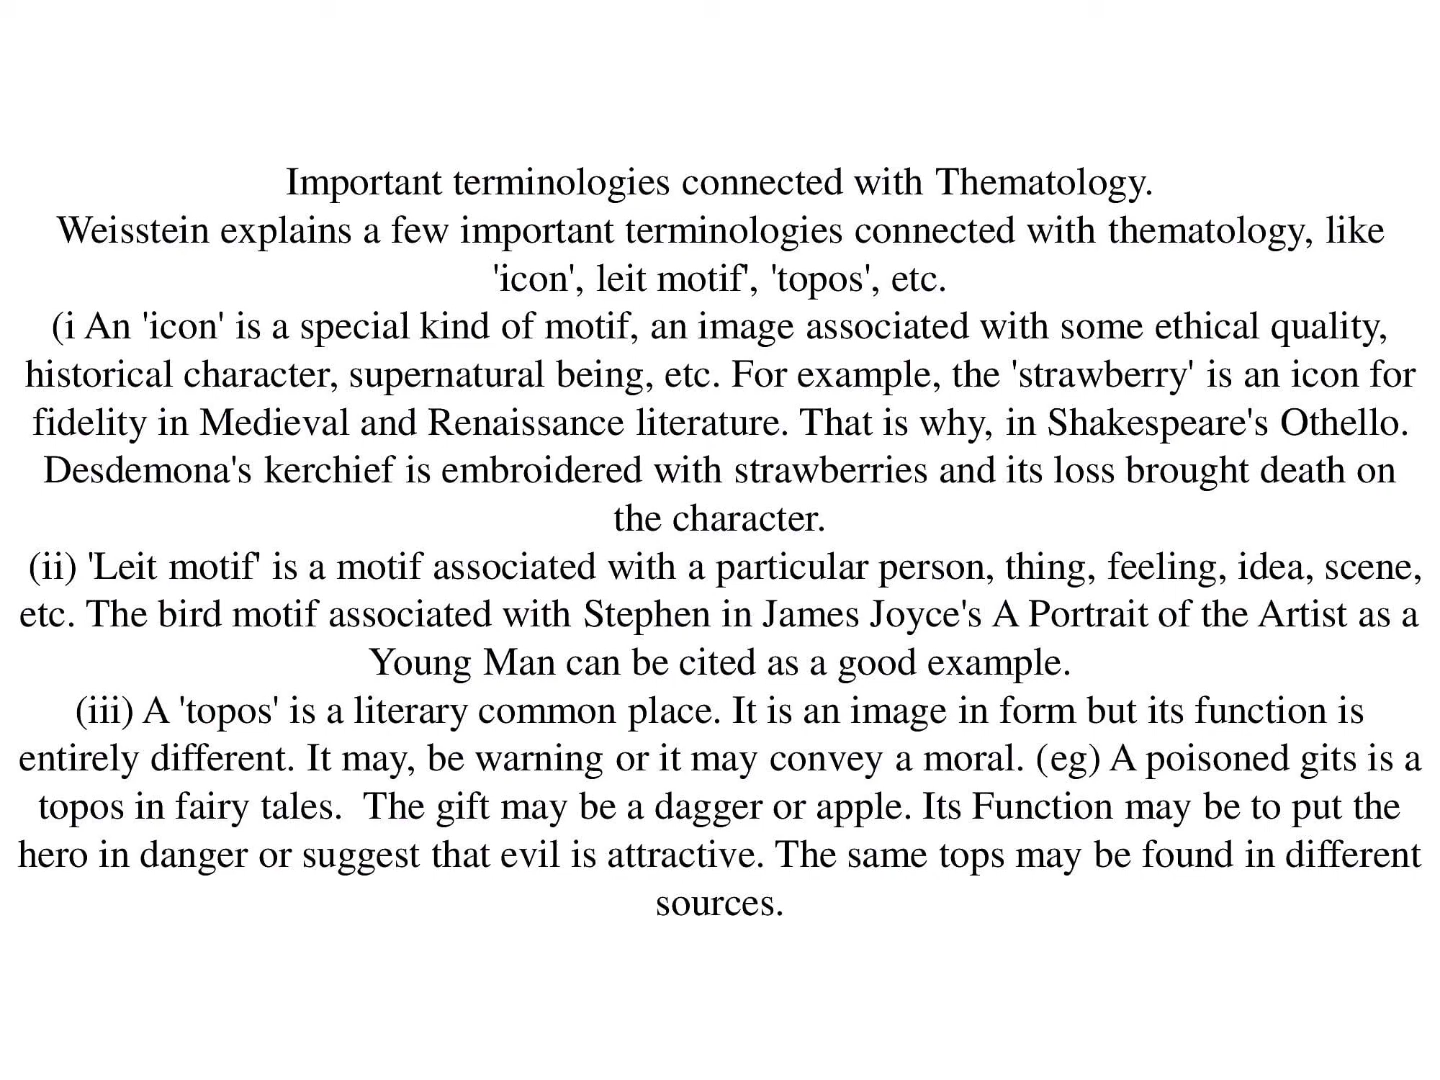 Important terminologies connected with Thematology.
Weisstein explains a few important terminologies connected with thematology, like
'icon', leit motif', 'topos', etc.
(i An 'icon' is a special kind of motif, an image associated with some ethical quality,
historical character, supernatural being, etc. For example, the 'strawberry' is an icon for
fidelity in Medieval and Renaissance literature. That is why, in Shakespeare's Othello.
Desdemona's kerchief is embroidered with strawberries and its loss brought death on
the character.
(ii) 'Leit motif' is a motif associated with a particular person, thing, feeling, idea, scene,
etc. The bird motif associated with Stephen in James Joyce's A Portrait of the Artist as a
Young Man can be cited as a good example.
(iii) A 'topos' is a literary common place. It is an image in form but its function is
entirely different. It may, be warning or it may convey a moral. (eg) A poisoned gits is a
topos in fairy tales.  The gift may be a dagger or apple. Its Function may be to put the
hero in danger or suggest that evil is attractive. The same tops may be found in different
sources.